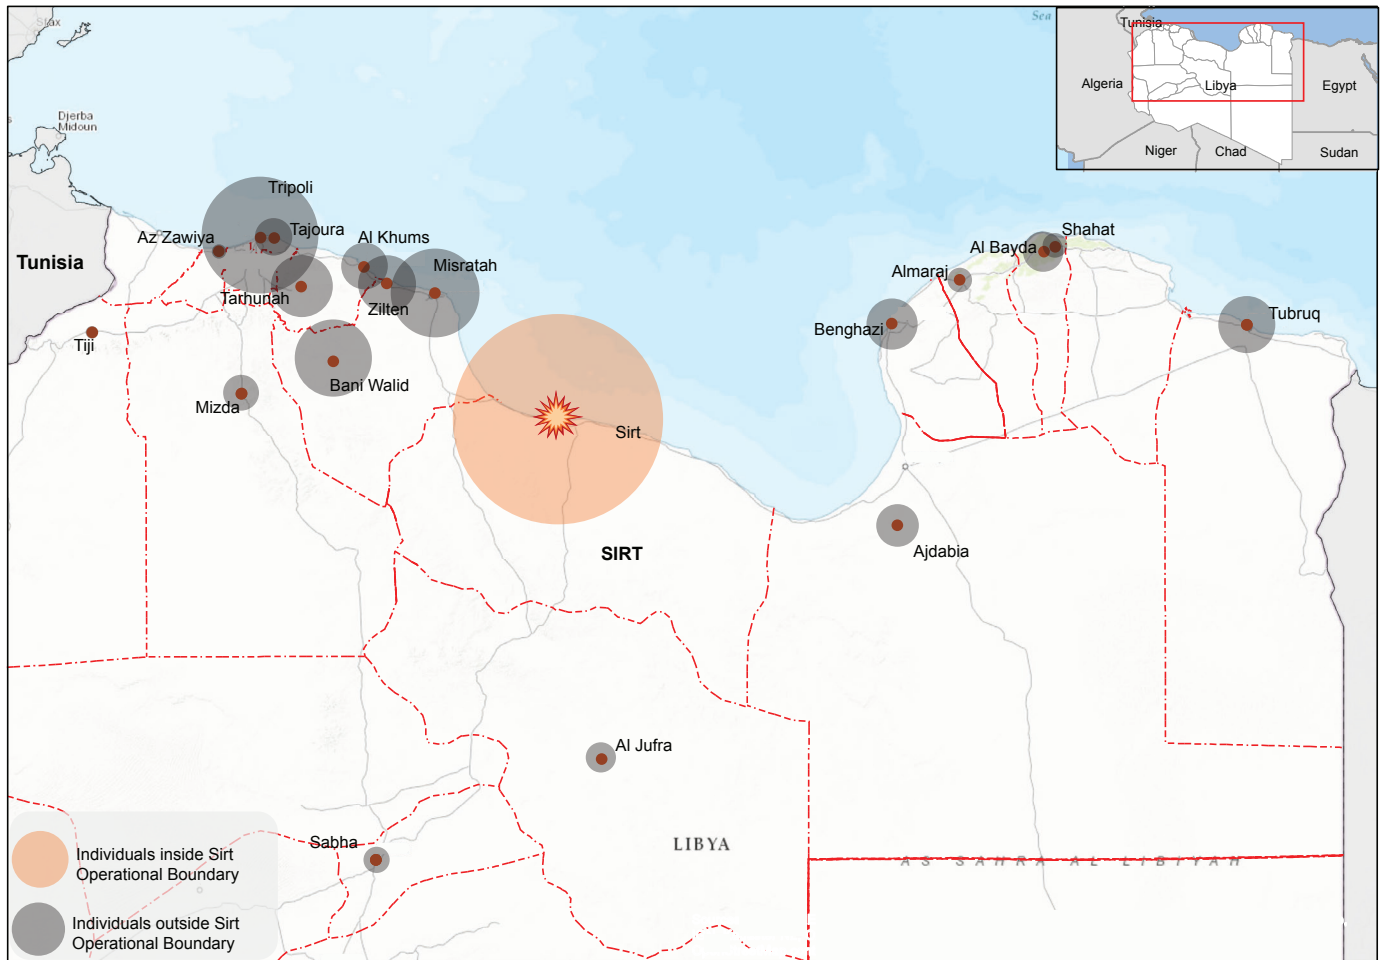 Sfax
Sea
Tunisia
Algeria
Libya
Egypt
Niger
Chad
Sudan
Djerba
Midoun
Tripoli
Az Zawiya
Tajoura
Al Khums
Misratah
Tunisia
Tarhunah
Zilten
Tiji
Bani Walid
Mizda
Sirt
Shahat
Al Bayda
Almaraj
Benghazi
Tubruq
SIRT
Ajdabia
Al Jufra
Sabha
LIBYA
AS SAHRA AL LIBIYAH
Individuals inside Sirt
Operational Boundary
Individuals outside Sirt
Operational Boundary